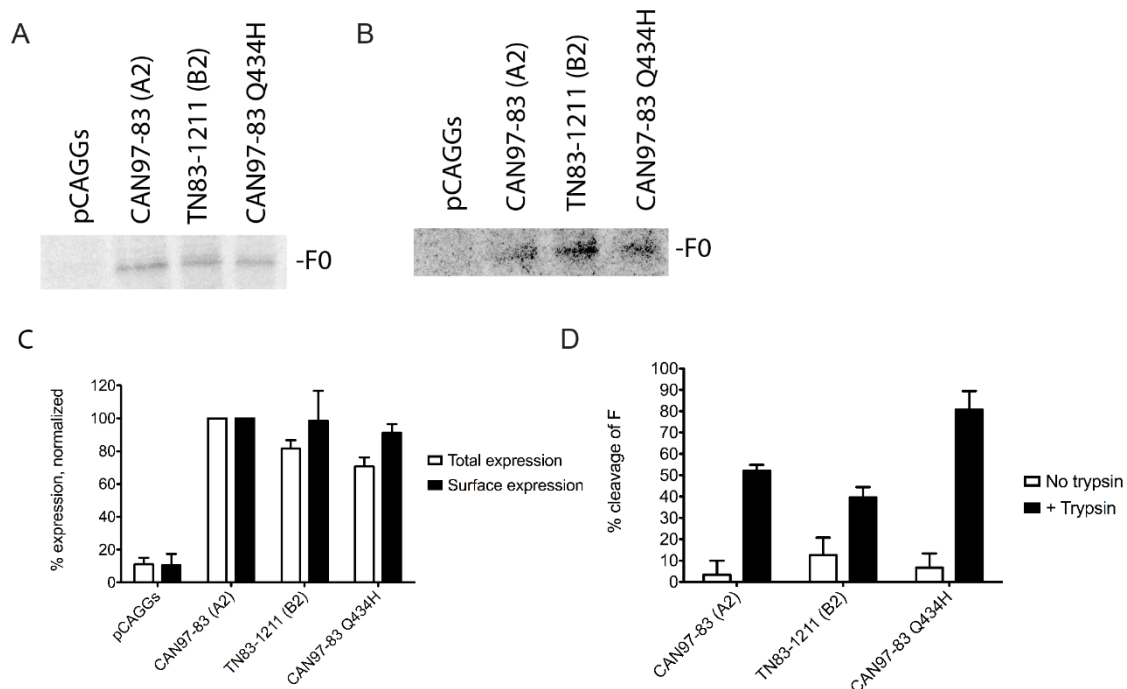 A
pCAGGs
CAN97-83 (A2)
TN83-1211 (B2)
CAN97-83 Q434H
-F0
B
pCAGGs
CAN97-83 (A2)
TN83-1211 (B2)
CAN97-83 Q434H
-F0
C
% expression, normalized
120
100
80
60
40
20
0
pCAGGs
CAN97-83 (A2)
TN83-1211 (B2)
CAN97-83 Q434H
Total expression
Surface expression
D
% cleavage of F
100
90
80
70
60
50
40
30
20
10
0
CAN97-83 (A2)
TN83-1211 (B2)
CAN97-83 Q434H
No trypsin
+ Trypsin